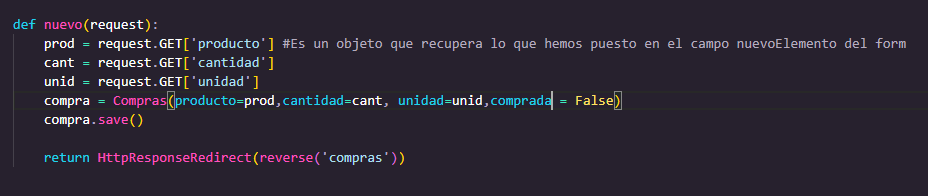 def nuevo(request):
prod = request.GET['producto'] #Es un objeto que recupera lo que hemos puesto en el campo nuevoElemento del form
cant = request.GET['cantidad']
unid = request.GET['unidad']
compra = Compras(producto=prod,cantidad=cant, unidad=unid,comprada = False)
compra.save()
return HttpResponseRedirect(reverse('compras'))